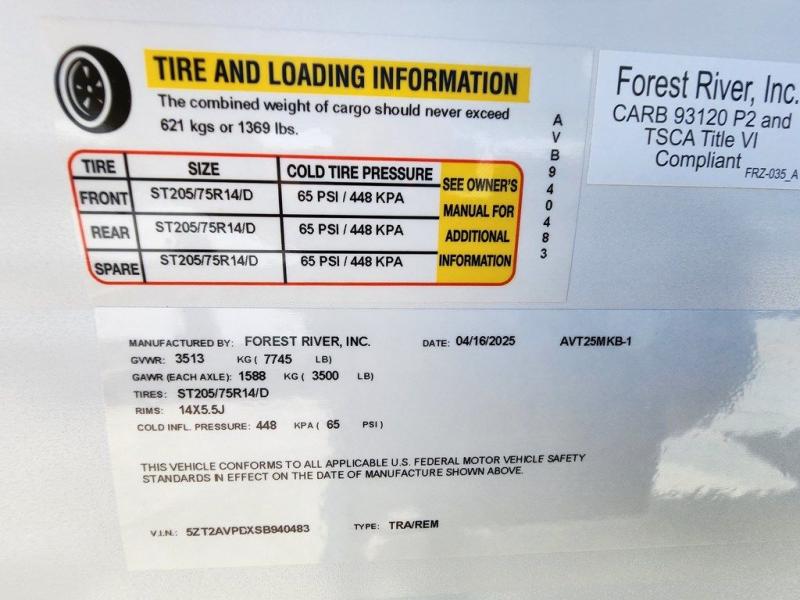 TIRE AND LOADING INFORMATION
The combined weight of cargo should never exceed
621 kgs or 1369 lbs.
TIRE SIZE COLD TIRE PRESSURE
FRONT ST205/75R14/D 65 PSI / 448 KPA
REAR ST205/75R14/D 65 PSI / 448 KPA
SPARE ST205/75R14/D 65 PSI / 448 KPA
SEE OWNER'S
MANUAL FOR
ADDITIONAL
INFORMATION
AVB940483
Forest River, Inc.
CARB 93120 P2 and
TSCA Title VI
Compliant
FRZ-035_A
MANUFACTURED BY: FOREST RIVER, INC. DATE: 04/16/2025 AVT25MKB-1
GVWR: 3513 KG ( 7745 LB)
GAWR (EACH AXLE): 1588 KG ( 3500 LB)
TIRES: ST205/75R14/D
RIMS: 14X5.5J
COLD INFL. PRESSURE: 448 KPA ( 65 PSI)
THIS VEHICLE CONFORMS TO ALL APPLICABLE U.S. FEDERAL MOTOR VEHICLE SAFETY
STANDARDS IN EFFECT ON THE DATE OF MANUFACTURE SHOWN ABOVE.
V.I.N.: 5ZT2AVPDXSB940483 TYPE: TRA/REM